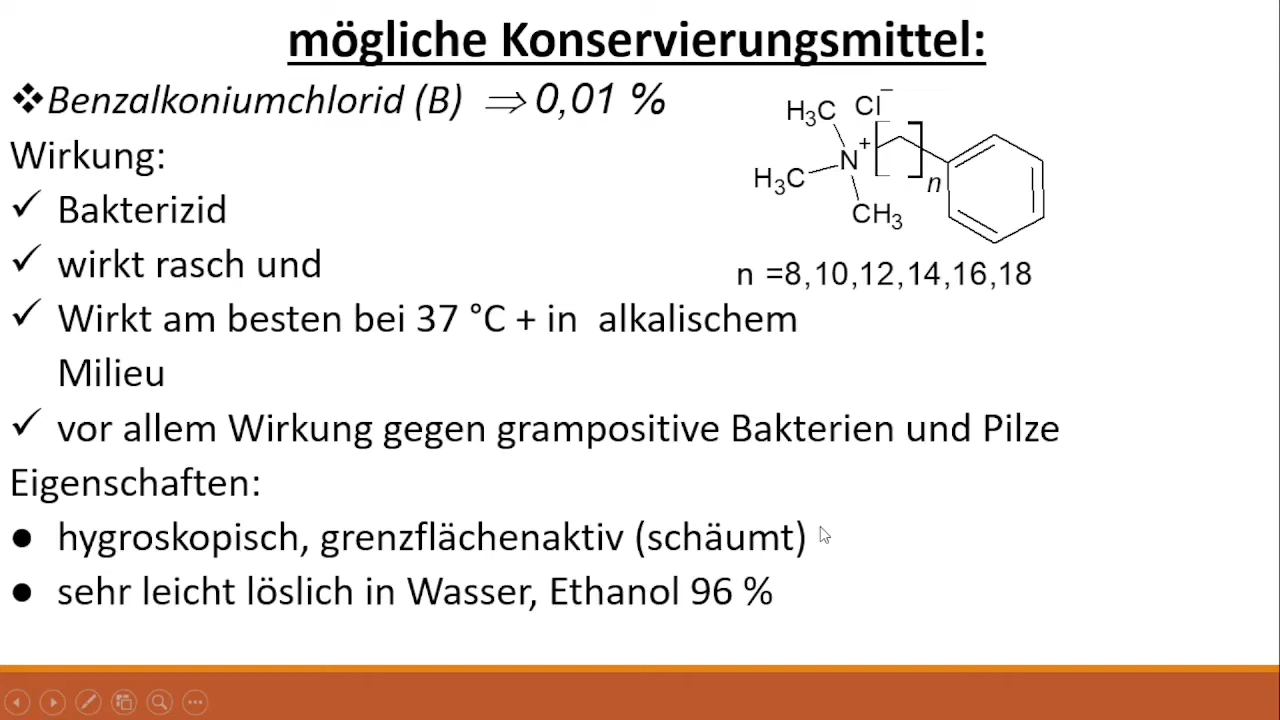 mögliche Konservierungsmittel:
❖Benzalkoniumchlorid (B) ⇒ 0,01 %
Wirkung:
✓ Bakterizid
✓ wirkt rasch und
✓ Wirkt am besten bei 37 °C + in alkalischem
Milieu
✓ vor allem Wirkung gegen grampositive Bakterien und Pilze
Eigenschaften:
● hygroskopisch, grenzflächenaktiv (schäumt)
● sehr leicht löslich in Wasser, Ethanol 96 %
H₃C Cl⁻
N⁺
H₃C
n
CH₃
n =8,10,12,14,16,18